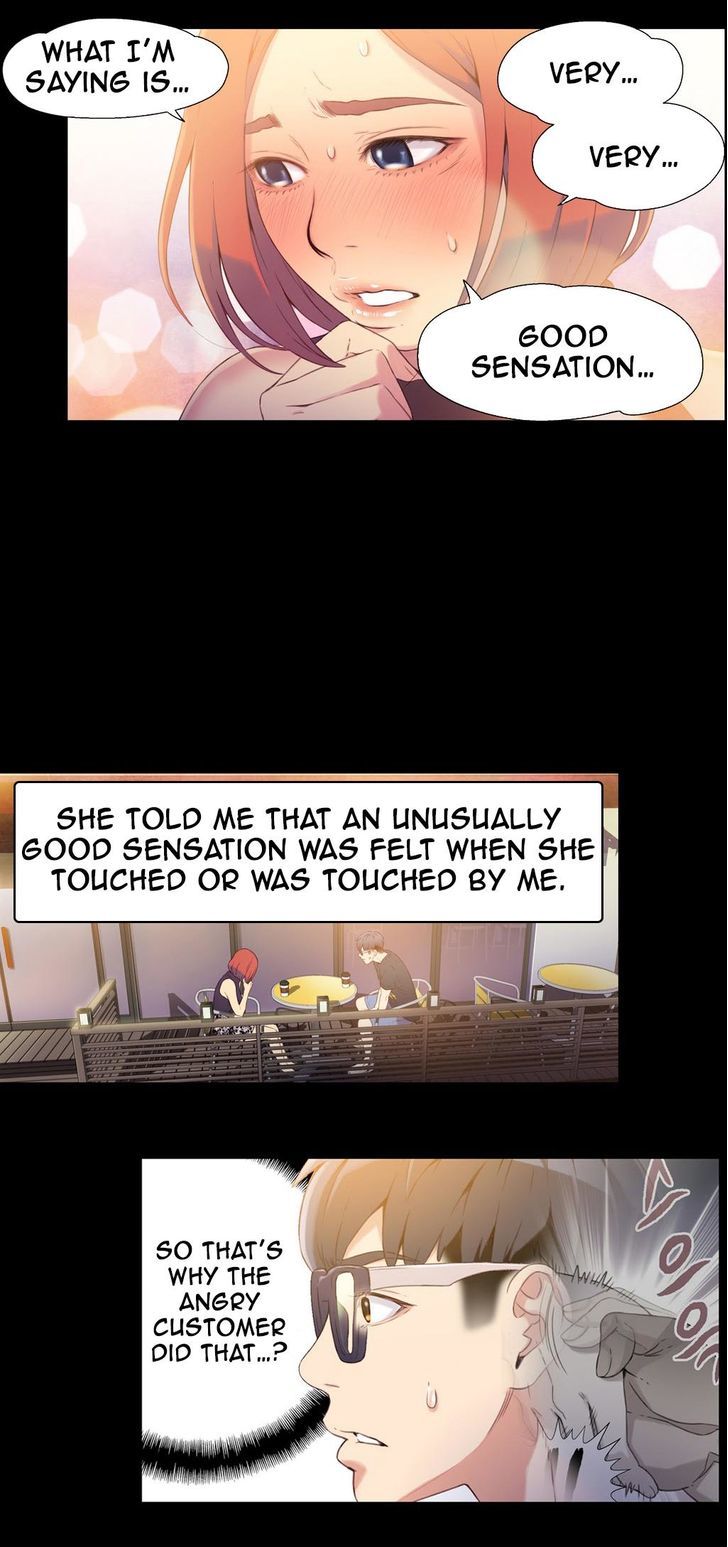 WHAT I'M
SAYING IS...
VERY...
VERY...
GOOD
SENSATION...
SHE TOLD ME THAT AN UNUSUALLY
GOOD SENSATION WAS FELT WHEN SHE
TOUCHED OR WAS TOUCHED BY ME.
SO THAT'S
WHY THE
ANGRY
CUSTOMER
DID THAT...?